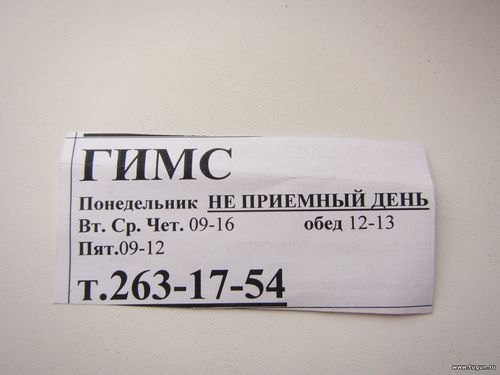 ГИМС
Понедельник НЕ ПРИЕМНЫЙ ДЕНЬ
Вт. Ср. Чет. 09-16 обед 12-13
Пят.09-12
т.263-17-54
www.tugun.ru